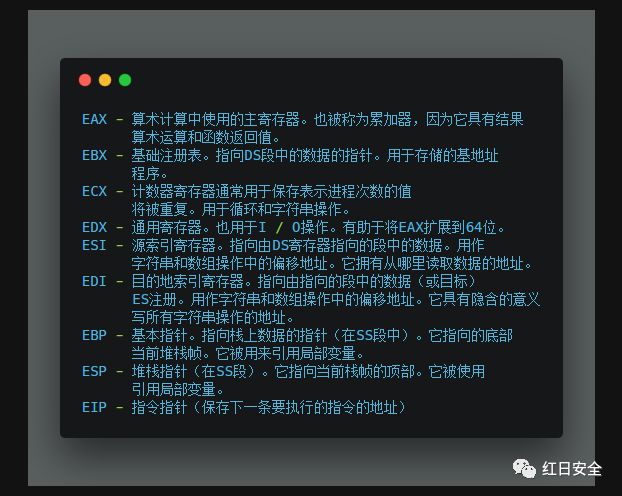 EAX - 算术计算中使用的主寄存器。也被称为累加器，因为它具有结果
算术运算和函数返回值。
EBX - 基础注册表。指向DS段中的数据的指针。用于存储的基地址
程序。
ECX - 计数器寄存器通常用于保存表示进程次数的值
将被重复。用于循环和字符串操作。
EDX - 通用寄存器。也用于I / O操作。有助于将EAX扩展到64位。
ESI - 源索引寄存器。指向由DS寄存器指向的段中的数据。用作
字符串和数组操作中的偏移地址。它拥有从哪里读取数据的地址。
EDI - 目的地索引寄存器。指向由指向的段中的数据（或目标）
ES注册。用作字符串和数组操作中的偏移地址。它具有隐含的意义
写所有字符串操作的地址。
EBP - 基本指针。指向栈上数据的指针（在SS段中）。它指向的底部
当前堆栈帧。它被用来引用局部变量。
ESP - 堆栈指针（在SS段）。它指向当前栈帧的顶部。它被使用
引用局部变量。
EIP - 指令指针（保存下一条要执行的指令的地址）
红日安全